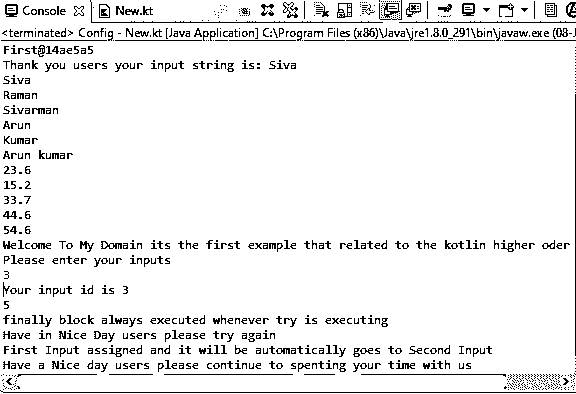 Console New.kt
<terminated> Config - New.kt [Java Application] C:\Program Files (x86)\Java\jre1.8.0_291\bin\javaw.exe (08-J
First@14ae5a5
Thank you users your input string is: Siva
Siva
Raman
Sivarman
Arun
Kumar
Arun kumar
23.6
15.2
33.7
44.6
54.6
Welcome To My Domain its the first example that related to the kotlin higher oder
Please enter your inputs
3
Your input id is 3
5
finally block always executed whenever try is executing
Have in Nice Day users please try again
First Input assigned and it will be automatically goes to Second Input
Have a Nice day users please continue to spenting your time with us